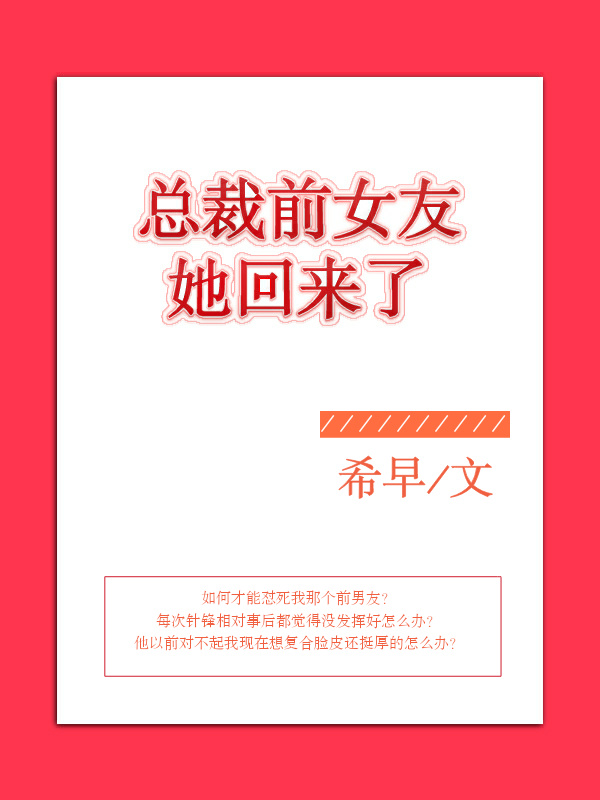 总裁前女友
她回来了
希早/文
如何才能怼死我那个前男友？
每次针锋相对事后都觉得没发挥好怎么办？
他以前对不起我现在想复合脸皮还挺厚的怎么办？